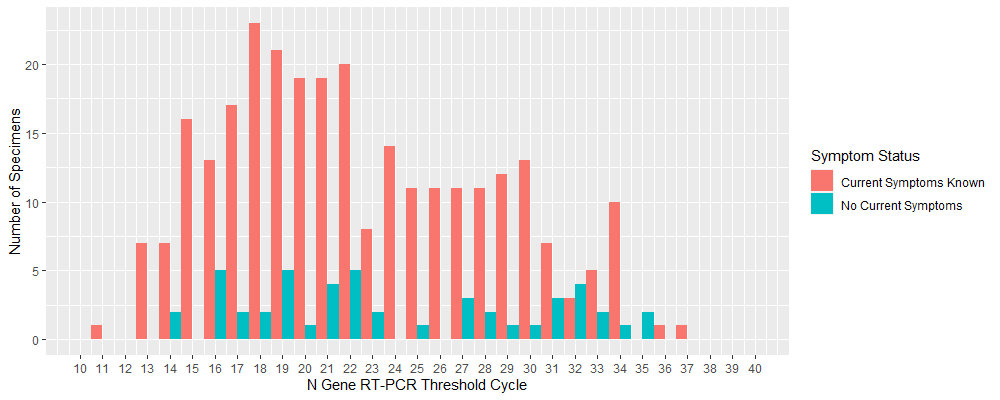 Number of Specimens
20
15
10
5
0
10 11 12 13 14 15 16 17 18 19 20 21 22 23 24 25 26 27 28 29 30 31 32 33 34 35 36 37 38 39 40
N Gene RT-PCR Threshold Cycle
Symptom Status
Current Symptoms Known
No Current Symptoms